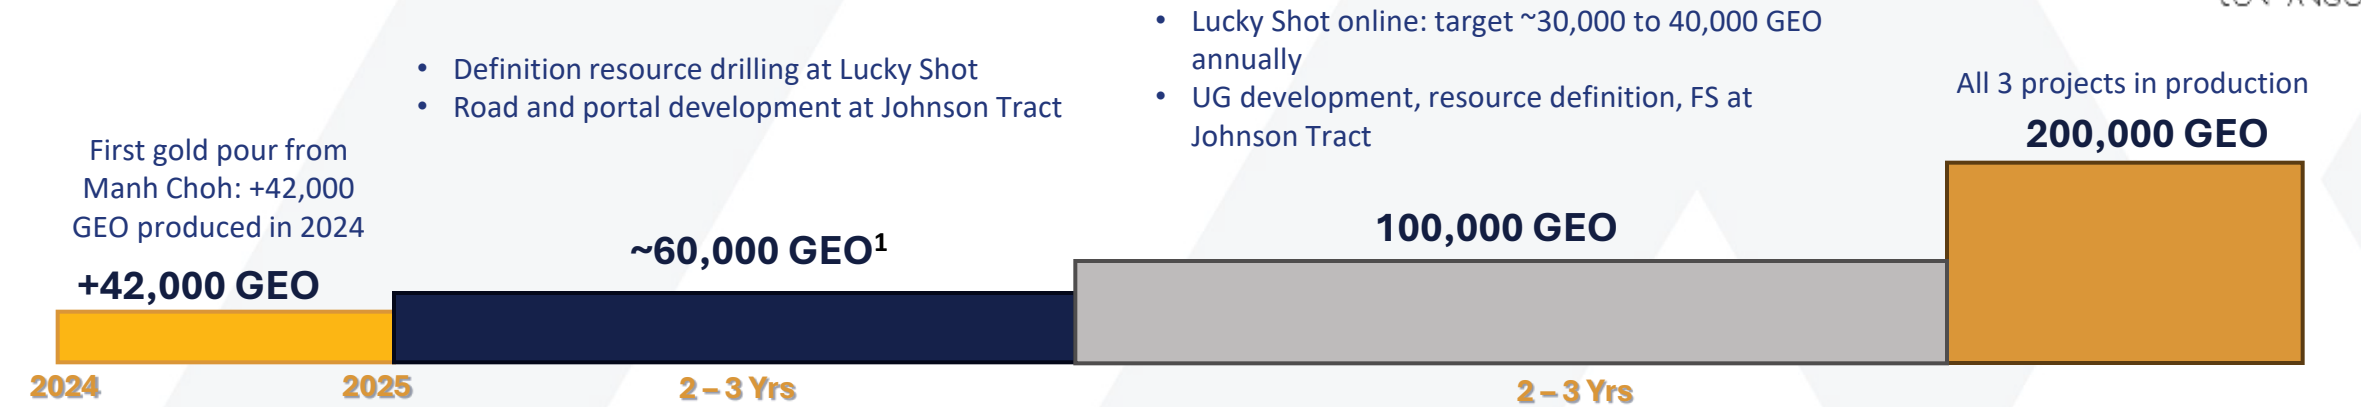 First gold pour from
Manh Choh: +42,000
GEO produced in 2024
+42,000 GEO
• Definition resource drilling at Lucky Shot
• Road and portal development at Johnson Tract
~60,000 GEO¹
• Lucky Shot online: target ~30,000 to 40,000 GEO
annually
• UG development, resource definition, FS at
Johnson Tract
100,000 GEO
All 3 projects in production
200,000 GEO
2024
2025
2 – 3 Yrs
2 – 3 Yrs